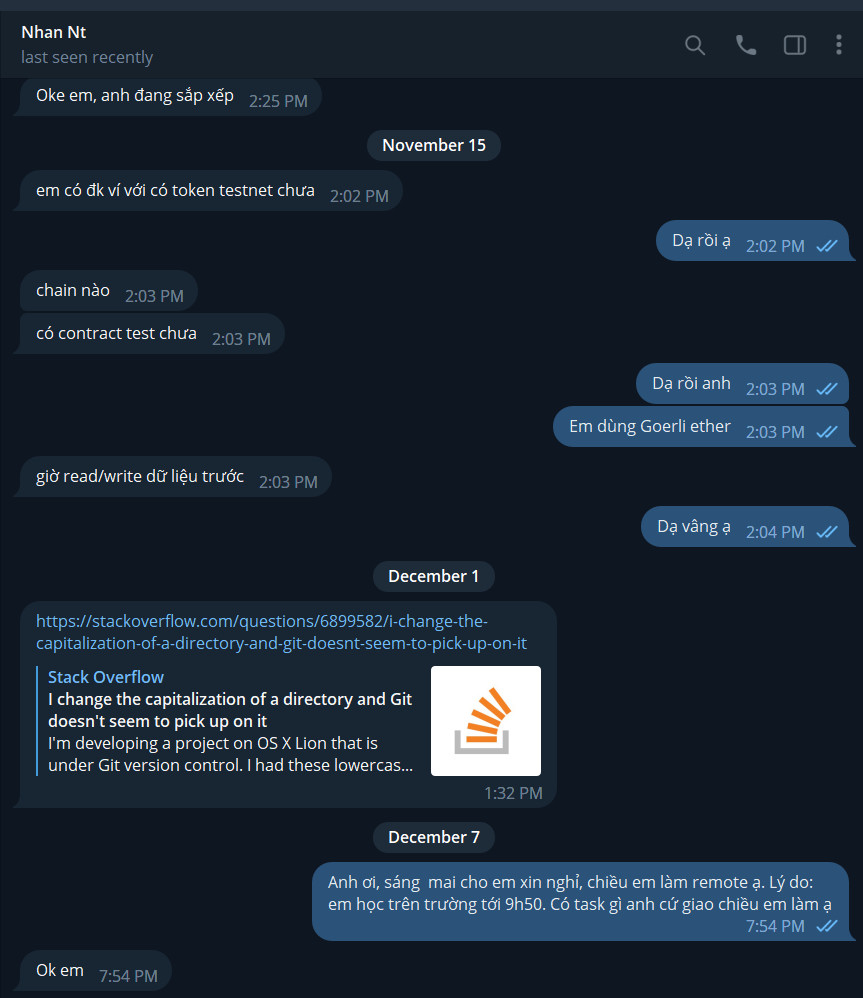 Nhan Nt
last seen recently
Oke em, anh đang sắp xếp 2:25 PM
November 15
em có đk ví với có token testnet chưa 2:02 PM
Dạ rồi ạ 2:02 PM
chain nào 2:03 PM
có contract test chưa 2:03 PM
Dạ rồi anh 2:03 PM
Em dùng Goerli ether 2:03 PM
giờ read/write dữ liệu trước 2:03 PM
Dạ vâng ạ 2:04 PM
December 1
https://stackoverflow.com/questions/6899582/i-change-the-
capitalization-of-a-directory-and-git-doesnt-seem-to-pick-up-on-it
Stack Overflow
I change the capitalization of a directory and Git
doesn't seem to pick up on it
I'm developing a project on OS X Lion that is
under Git version control. I had these lowercas...
1:32 PM
December 7
Anh ơi, sáng  mai cho em xin nghỉ, chiều em làm remote ạ. Lý do:
em học trên trường tới 9h50. Có task gì anh cứ giao chiều em làm ạ
7:54 PM
Ok em 7:54 PM